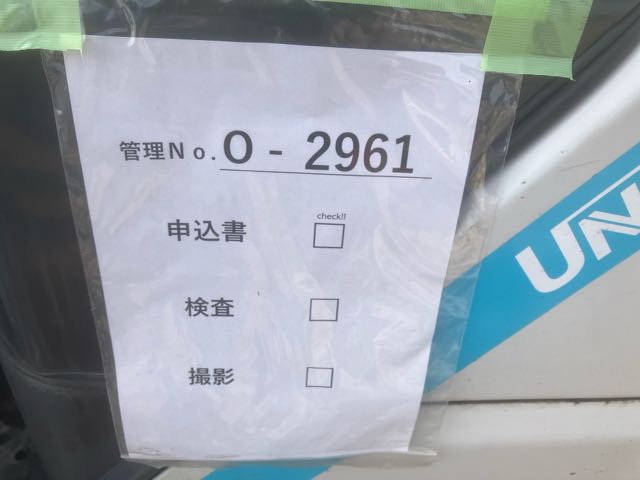 管理No. O - 2961
check!!
申込書 □
検査 □
撮影 □
UN